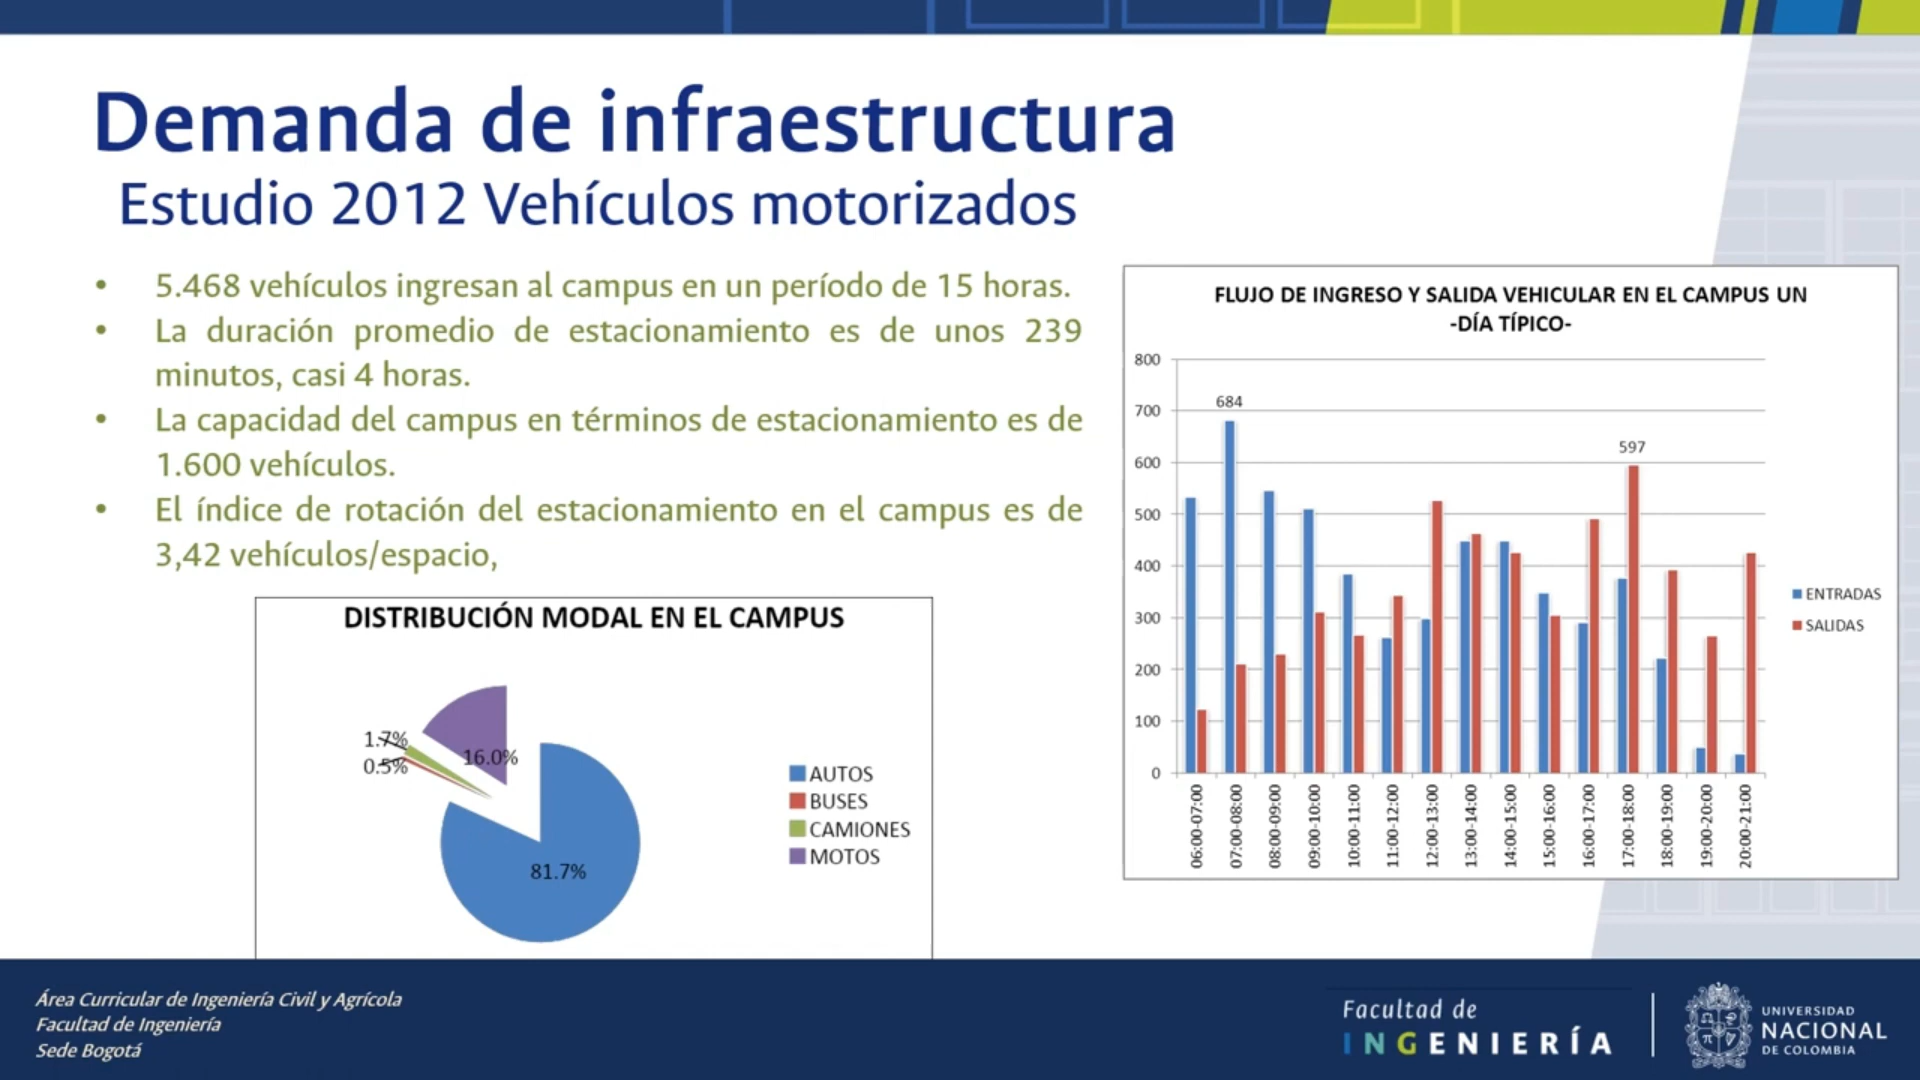 Demanda de infraestructura
Estudio 2012 Vehículos motorizados
• 5.468 vehículos ingresan al campus en un período de 15 horas.
• La duración promedio de estacionamiento es de unos 239
minutos, casi 4 horas.
• La capacidad del campus en términos de estacionamiento es de
1.600 vehículos.
• El índice de rotación del estacionamiento en el campus es de
3,42 vehículos/espacio,
DISTRIBUCIÓN MODAL EN EL CAMPUS
1.7%
0.5%
16.0%
81.7%
AUTOS
BUSES
CAMIONES
MOTOS
FLUJO DE INGRESO Y SALIDA VEHICULAR EN EL CAMPUS UN
-DÍA TÍPICO-
800
700
600
500
400
300
200
100
0
684
597
06:00-07:00
07:00-08:00
08:00-09:00
09:00-10:00
10:00-11:00
11:00-12:00
12:00-13:00
13:00-14:00
14:00-15:00
15:00-16:00
16:00-17:00
17:00-18:00
18:00-19:00
19:00-20:00
20:00-21:00
ENTRADAS
SALIDAS
Área Curricular de Ingeniería Civil y Agrícola
Facultad de Ingeniería
Sede Bogotá
Facultad de
INGENIERÍA
UNIVERSIDAD
NACIONAL
DE COLOMBIA